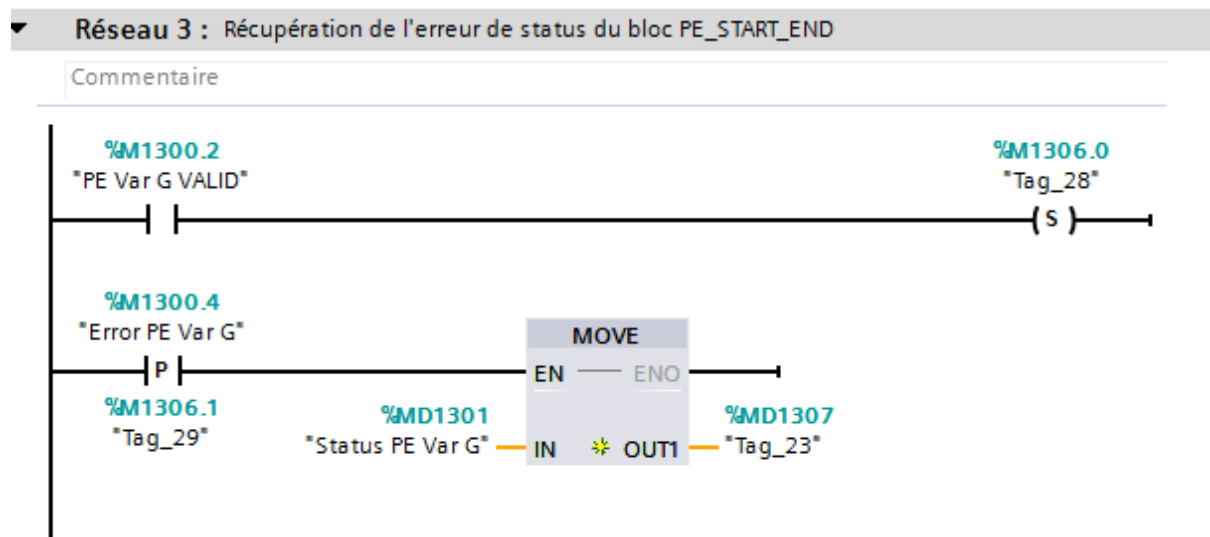 Réseau 3 : Récupération de l'erreur de status du bloc PE_START_END
Commentaire
%M1300.2
"PE Var G VALID"
%M1306.0
"Tag_28"
S
%M1300.4
"Error PE Var G"
P
%M1306.1
"Tag_29"
MOVE
EN ENO
%MD1301
"Status PE Var G"
IN OUT1
%MD1307
"Tag_23"